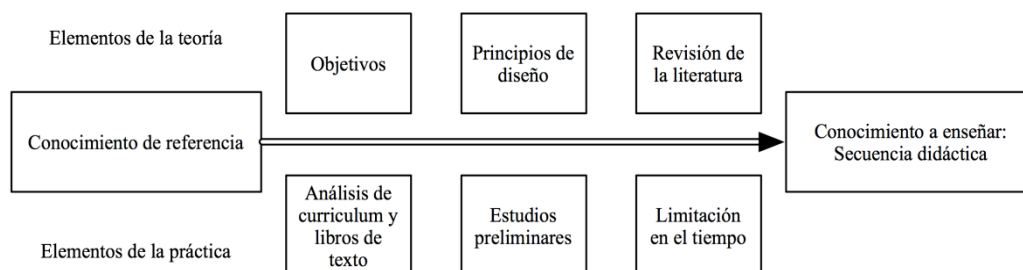 Elementos de la teoría
Objetivos
Principios de
diseño
Revisión de
la literatura
Conocimiento de referencia
Conocimiento a enseñar:
Secuencia didáctica
Análisis de
curriculum y
libros de
texto
Estudios
preliminares
Limitación
en el tiempo
Elementos de la práctica